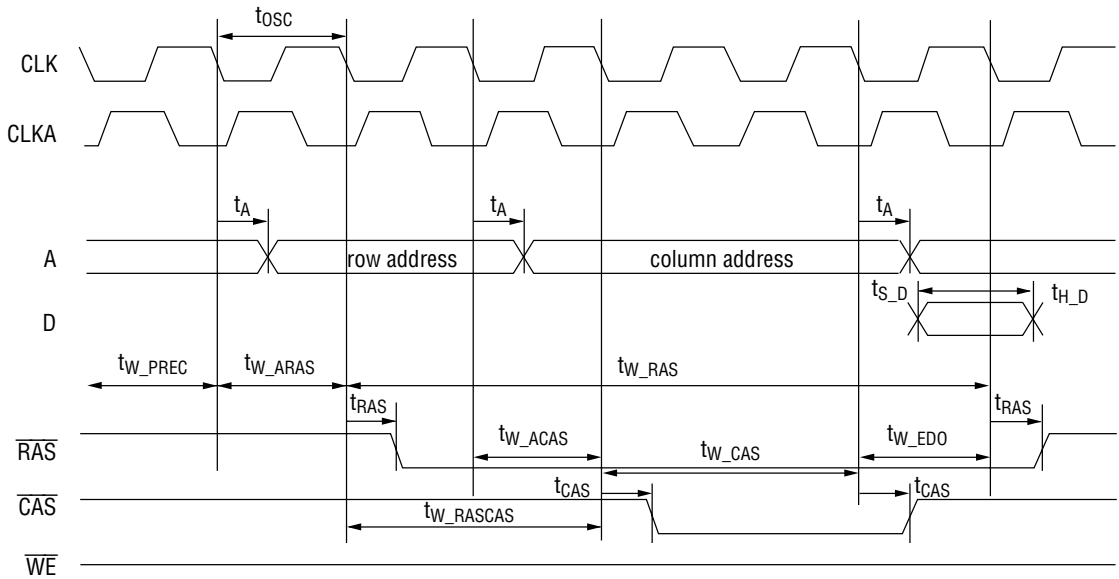 tOSC
CLK
CLKA
tA tA tA
A row address column address
tS_D tH_D
D
tW_PREC tW_ARAS tW_RAS
tRAS tRAS
RAS tW_ACAS tW_CAS tW_EDO
CAS tCAS tCAS
tW_RASCAS
WE